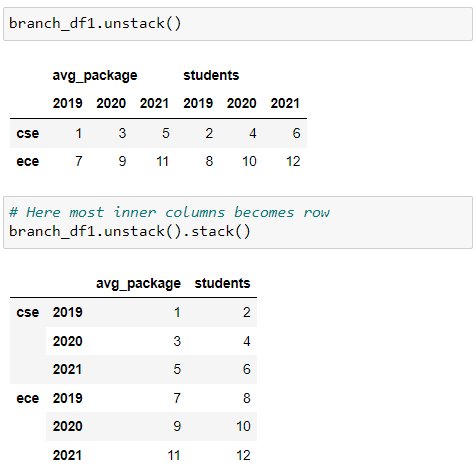 branch_df1.unstack()
avg_package students
2019 2020 2021 2019 2020 2021
cse 1 3 5 2 4 6
ece 7 9 11 8 10 12
# Here most inner columns becomes row
branch_df1.unstack().stack()
avg_package students
cse 2019 1 2
2020 3 4
2021 5 6
ece 2019 7 8
2020 9 10
2021 11 12